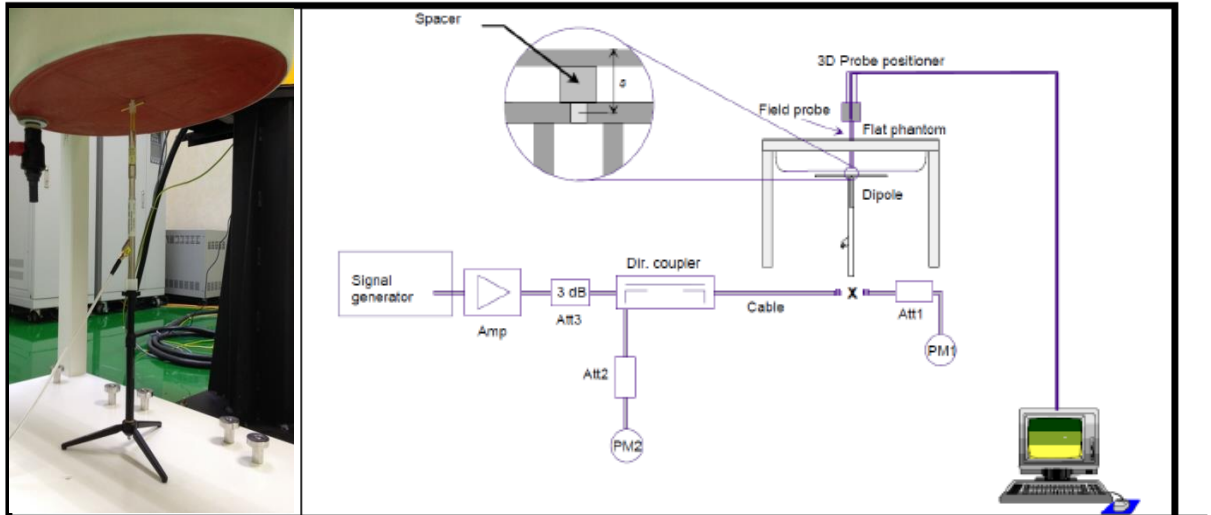 Spacer
s
3D Probe positioner
Field probe
Flat phantom
Dipole
Signal
generator
Amp
3 dB
Att3
Dir. coupler
Cable
X
Att1
PM1
Att2
PM2